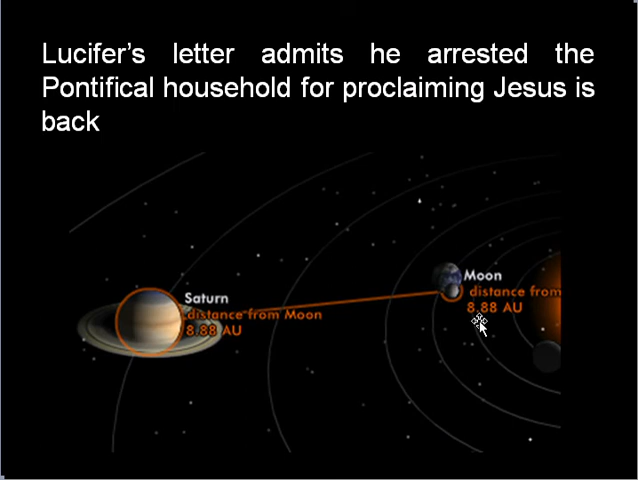 Lucifer’s letter admits he arrested the
Pontifical household for proclaiming Jesus is
back
Moon
distance from
8.88 AU
Saturn
distance from Moon
8.88 AU